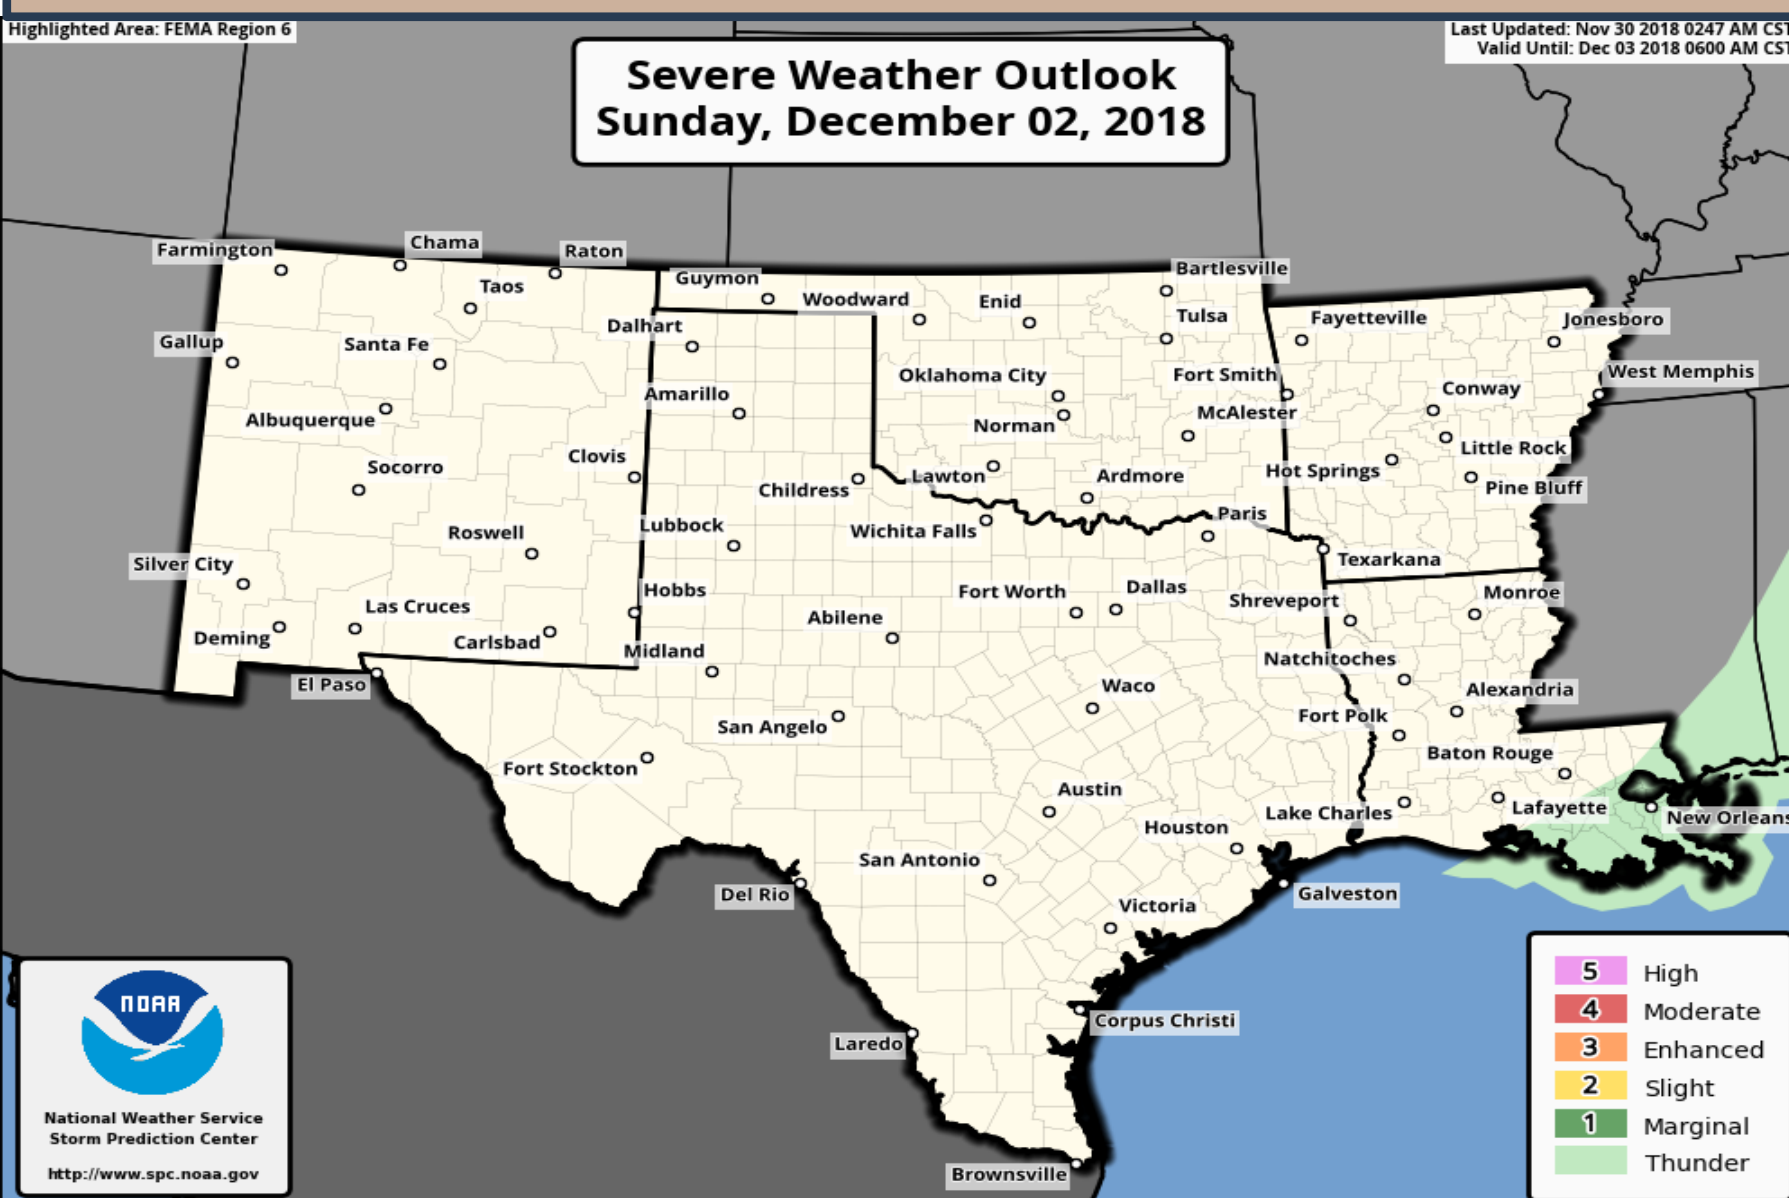 Highlighted Area: FEMA Region 6
Last Updated: Nov 30 2018 0247 AM CST
Valid Until: Dec 03 2018 0600 AM CST
Severe Weather Outlook
Sunday, December 02, 2018
Farmington
Chama
Raton
Taos
Guymon
Woodward
Enid
Bartlesville
Tulsa
Fayetteville
Jonesboro
Gallup
Santa Fe
Dalhart
Oklahoma City
Fort Smith
West Memphis
Albuquerque
Amarillo
Norman
McAlester
Conway
Little Rock
Socorro
Clovis
Childress
Lawton
Ardmore
Hot Springs
Pine Bluff
Roswell
Lubbock
Wichita Falls
Paris
Texarkana
Silver City
Hobbs
Fort Worth
Dallas
Shreveport
Monroe
Las Cruces
Abilene
Deming
Carlsbad
Midland
Natchitoches
El Paso
Waco
Alexandria
San Angelo
Fort Polk
Fort Stockton
Baton Rouge
Austin
Lake Charles
Lafayette
New Orleans
Houston
San Antonio
Del Rio
Galveston
Victoria
Corpus Christi
Laredo
Brownsville
NOAA
National Weather Service
Storm Prediction Center
http://www.spc.noaa.gov
5 High
4 Moderate
3 Enhanced
2 Slight
1 Marginal
Thunder